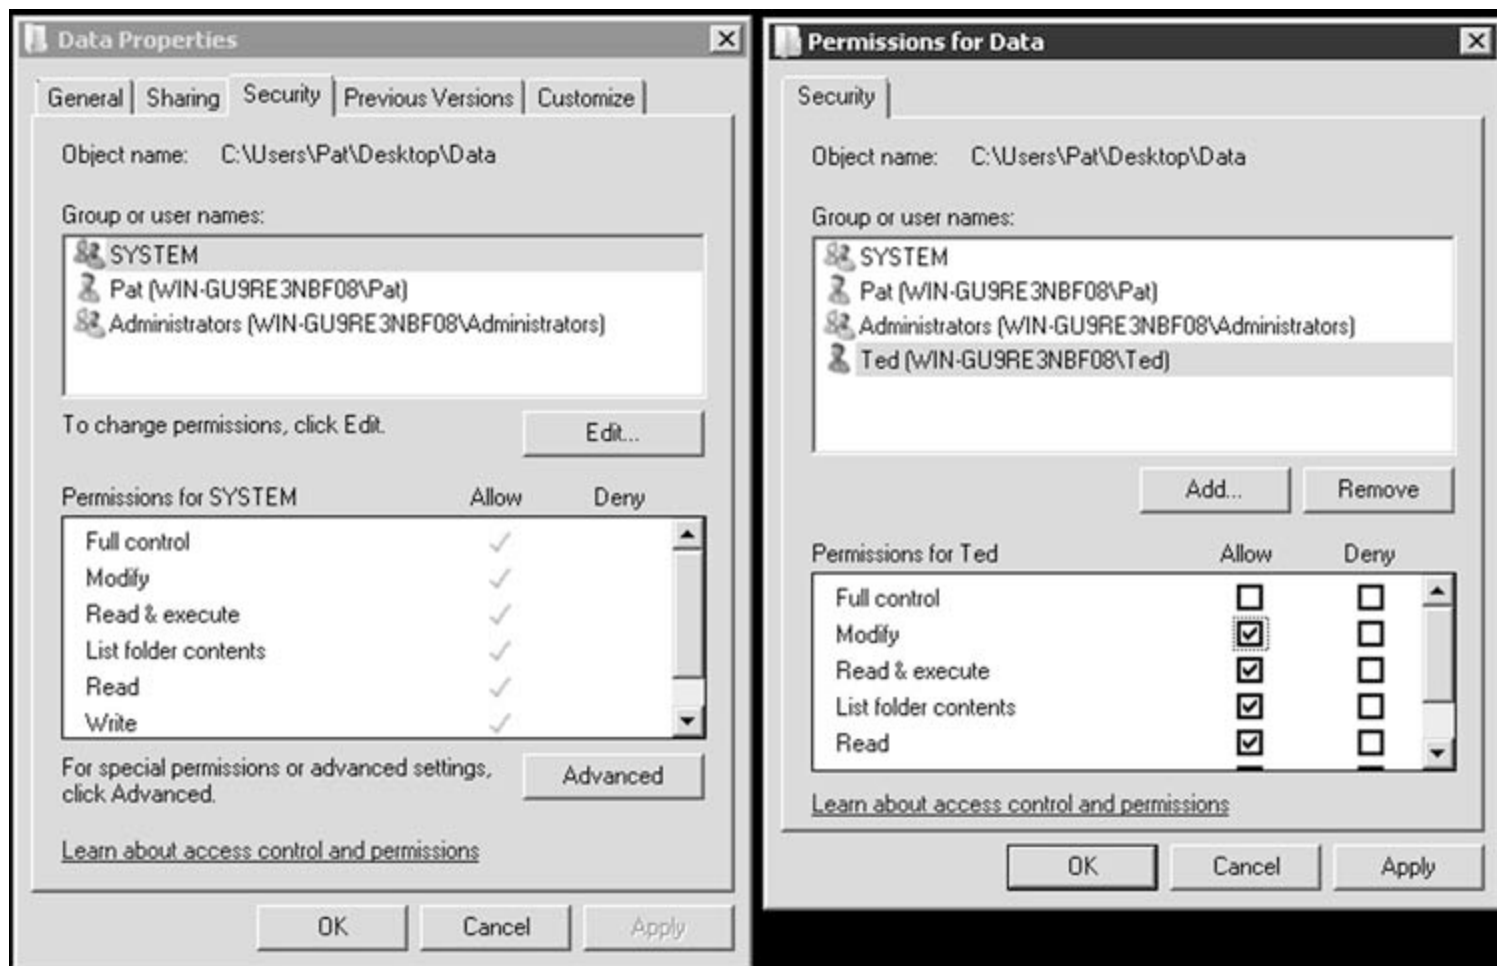 Data Properties
General Sharing Security Previous Versions Customize
Object name: C:\Users\Pat\Desktop\Data
Group or user names:
SYSTEM
Pat (WIN-GU9RE3NBF08\Pat)
Administrators (WIN-GU9RE3NBF08\Administrators)
To change permissions, click Edit.
Edit...
Permissions for SYSTEM Allow Deny
Full control
Modify
Read & execute
List folder contents
Read
Write
For special permissions or advanced settings,
click Advanced.
Advanced
Learn about access control and permissions
OK Cancel Apply
Permissions for Data
Security
Object name: C:\Users\Pat\Desktop\Data
Group or user names:
SYSTEM
Pat (WIN-GU9RE3NBF08\Pat)
Administrators (WIN-GU9RE3NBF08\Administrators)
Ted (WIN-GU9RE3NBF08\Ted)
Add... Remove
Permissions for Ted Allow Deny
Full control
Modify
Read & execute
List folder contents
Read
Learn about access control and permissions
OK Cancel Apply